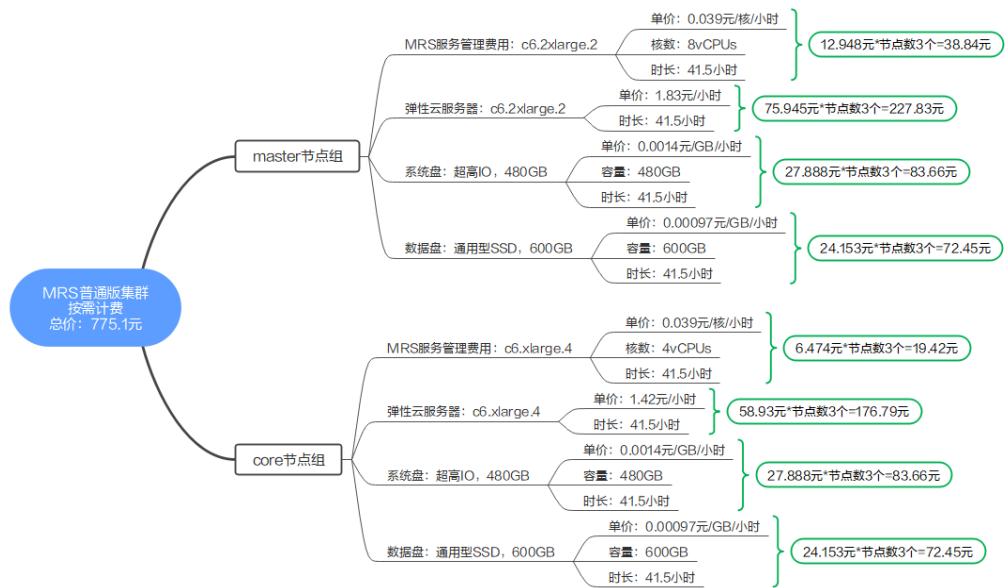 MRS普通版集群
按需计费
总价：775.1元
master节点组
MRS服务管理费用：c6.2xlarge.2
单价：0.039元/核/小时
核数：8vCPUs
时长：41.5小时
12.948元*节点数3个=38.84元
弹性云服务器：c6.2xlarge.2
单价：1.83元/小时
时长：41.5小时
75.945元*节点数3个=227.83元
系统盘：超高IO，480GB
单价：0.0014元/GB/小时
容量：480GB
时长：41.5小时
27.888元*节点数3个=83.66元
数据盘：通用型SSD，600GB
单价：0.00097元/GB/小时
容量：600GB
时长：41.5小时
24.153元*节点数3个=72.45元
core节点组
MRS服务管理费用：c6.xlarge.4
单价：0.039元/核/小时
核数：4vCPUs
时长：41.5小时
6.474元*节点数3个=19.42元
弹性云服务器：c6.xlarge.4
单价：1.42元/小时
时长：41.5小时
58.93元*节点数3个=176.79元
系统盘：超高IO，480GB
单价：0.0014元/GB/小时
容量：480GB
时长：41.5小时
27.888元*节点数3个=83.66元
数据盘：通用型SSD，600GB
单价：0.00097元/GB/小时
容量：600GB
时长：41.5小时
24.153元*节点数3个=72.45元